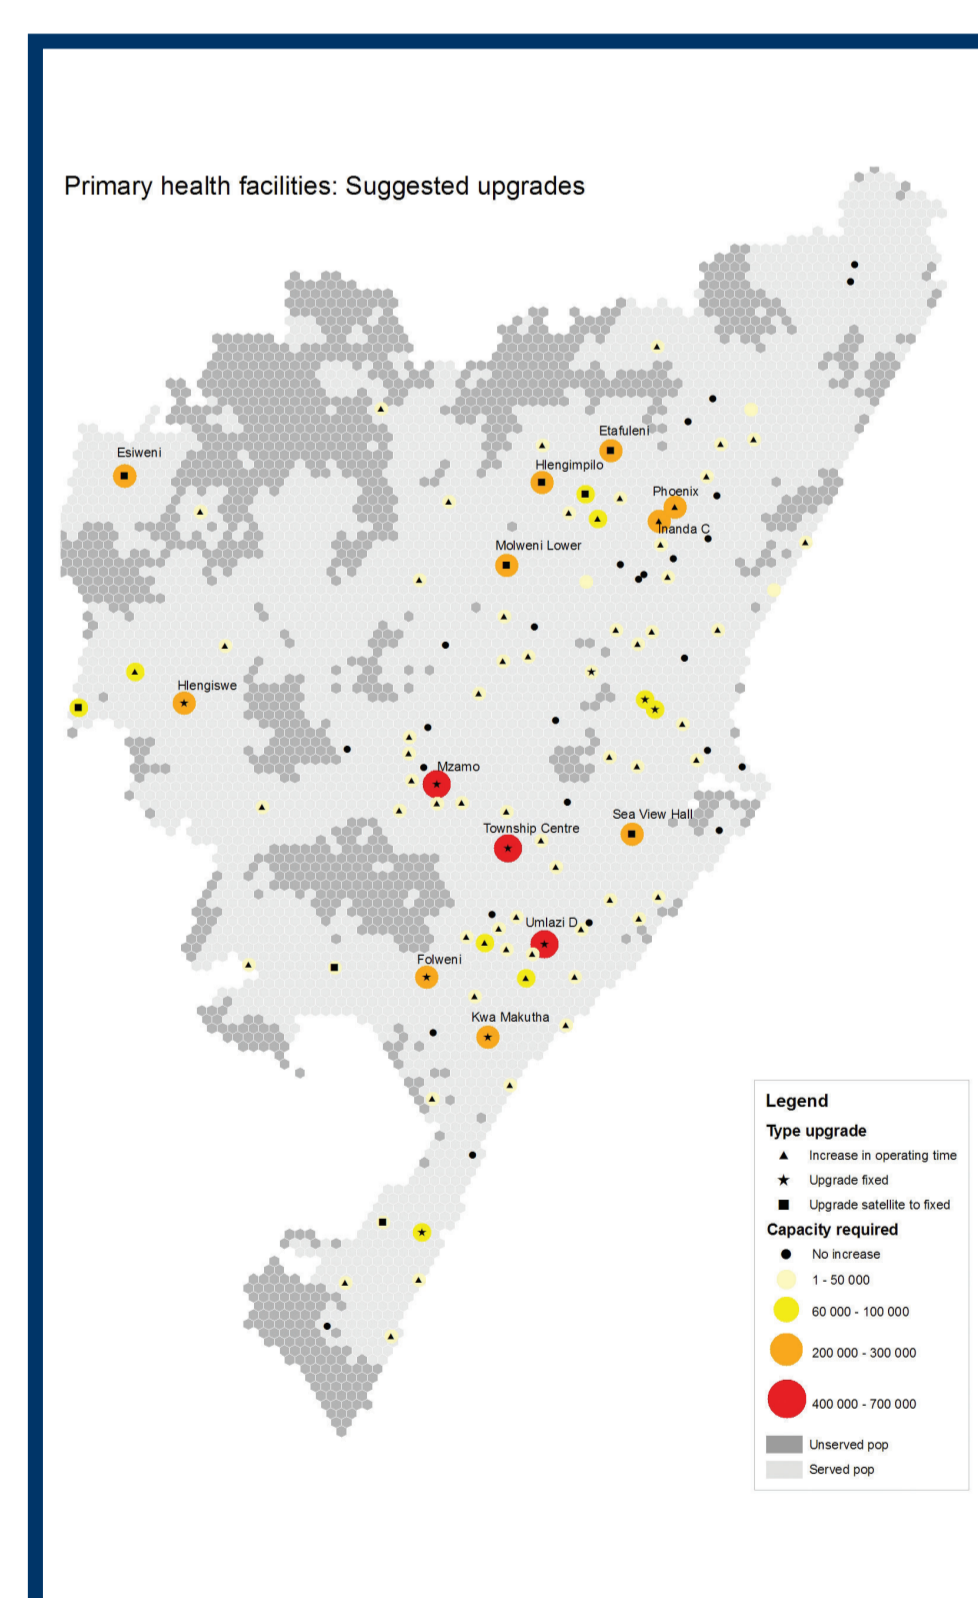 Primary health facilities: Suggested upgrades
Etafuleni
Esiweni
Hlengimpilo
Phoenix
Inanda C
Molweni Lower
Hlengiswe
Mzamo
Sea View Hall
Township Centre
Umlazi D
Folweni
Kwa Makutha
Legend
Type upgrade
Increase in operating time
Upgrade fixed
Upgrade satellite to fixed
Capacity required
No increase
1 - 50 000
60 000 - 100 000
200 000 - 300 000
400 000 - 700 000
Unserved pop
Served pop